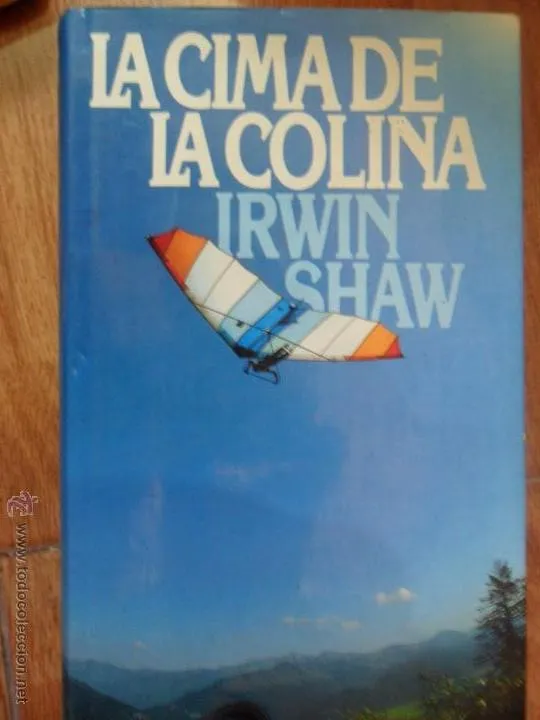 LA CIMA DE
LA COLINA
IRWIN
SHAW
www.todocoleccion.net